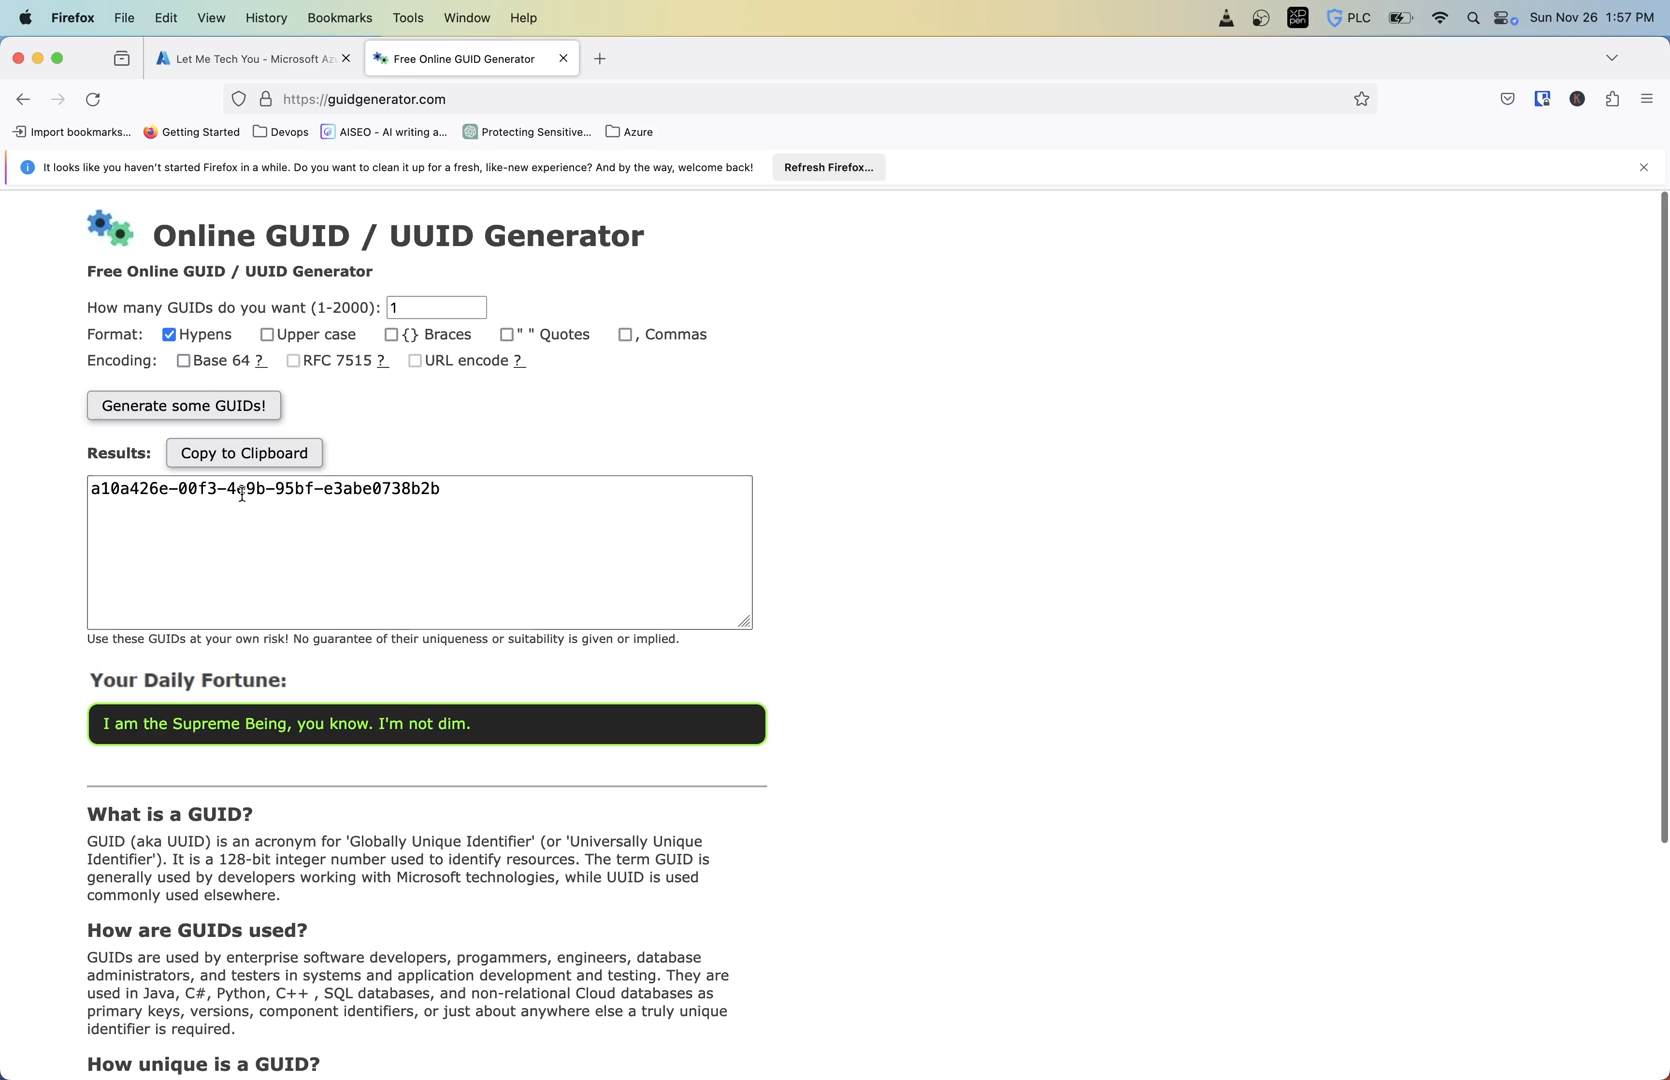 Firefox File Edit View History Bookmarks Tools Window Help
PLC Sun Nov 26 1:57 PM
Let Me Tech You - Microsoft Az
Free Online GUID Generator
https://guidgenerator.com
Import bookmarks... Getting Started Devops AISEO - AI writing a... Protecting Sensitive... Azure
It looks like you haven't started Firefox in a while. Do you want to clean it up for a fresh, like-new experience? And by the way, welcome back! Refresh Firefox...
Online GUID / UUID Generator
Free Online GUID / UUID Generator
How many GUIDs do you want (1-2000): 1
Format: Hypens Upper case {} Braces " " Quotes , Commas
Encoding: Base 64 ? RFC 7515 ? URL encode ?
Generate some GUIDs!
Results: Copy to Clipboard
Use these GUIDs at your own risk! No guarantee of their uniqueness or suitability is given or implied.
Your Daily Fortune:
I am the Supreme Being, you know. I'm not dim.
What is a GUID?
GUID (aka UUID) is an acronym for 'Globally Unique Identifier' (or 'Universally Unique
Identifier'). It is a 128-bit integer number used to identify resources. The term GUID is
generally used by developers working with Microsoft technologies, while UUID is used
commonly used elsewhere.
How are GUIDs used?
GUIDs are used by enterprise software developers, progammers, engineers, database
administrators, and testers in systems and application development and testing. They are
used in Java, C#, Python, C++ , SQL databases, and non-relational Cloud databases as
primary keys, versions, component identifiers, or just about anywhere else a truly unique
identifier is required.
How unique is a GUID?